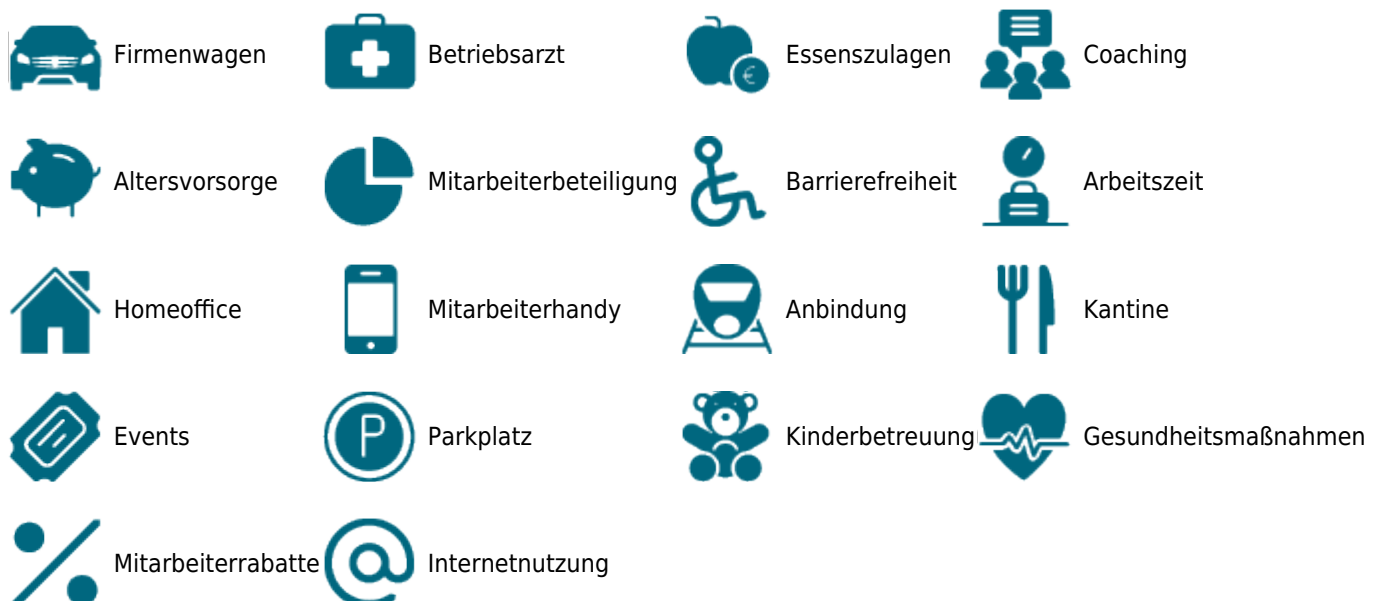 Firmenwagen Betriebsarzt Essenszulagen Coaching
Altersvorsorge Mitarbeiterbeteiligung Barrierefreiheit Arbeitszeit
Homeoffice Mitarbeiterhandy Anbindung Kantine
Events P Parkplatz Kinderbetreuung Gesundheitsmaßnahmen
Mitarbeiterrabatte @ Internetnutzung